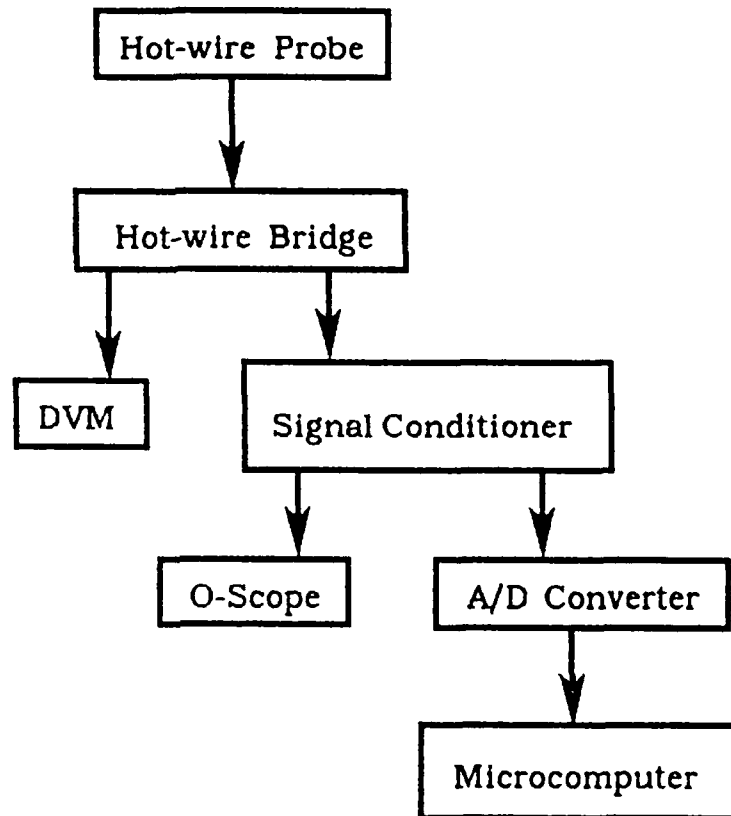 Hot-wire Probe
Hot-wire Bridge
DVM
Signal Conditioner
O-Scope
A/D Converter
Microcomputer